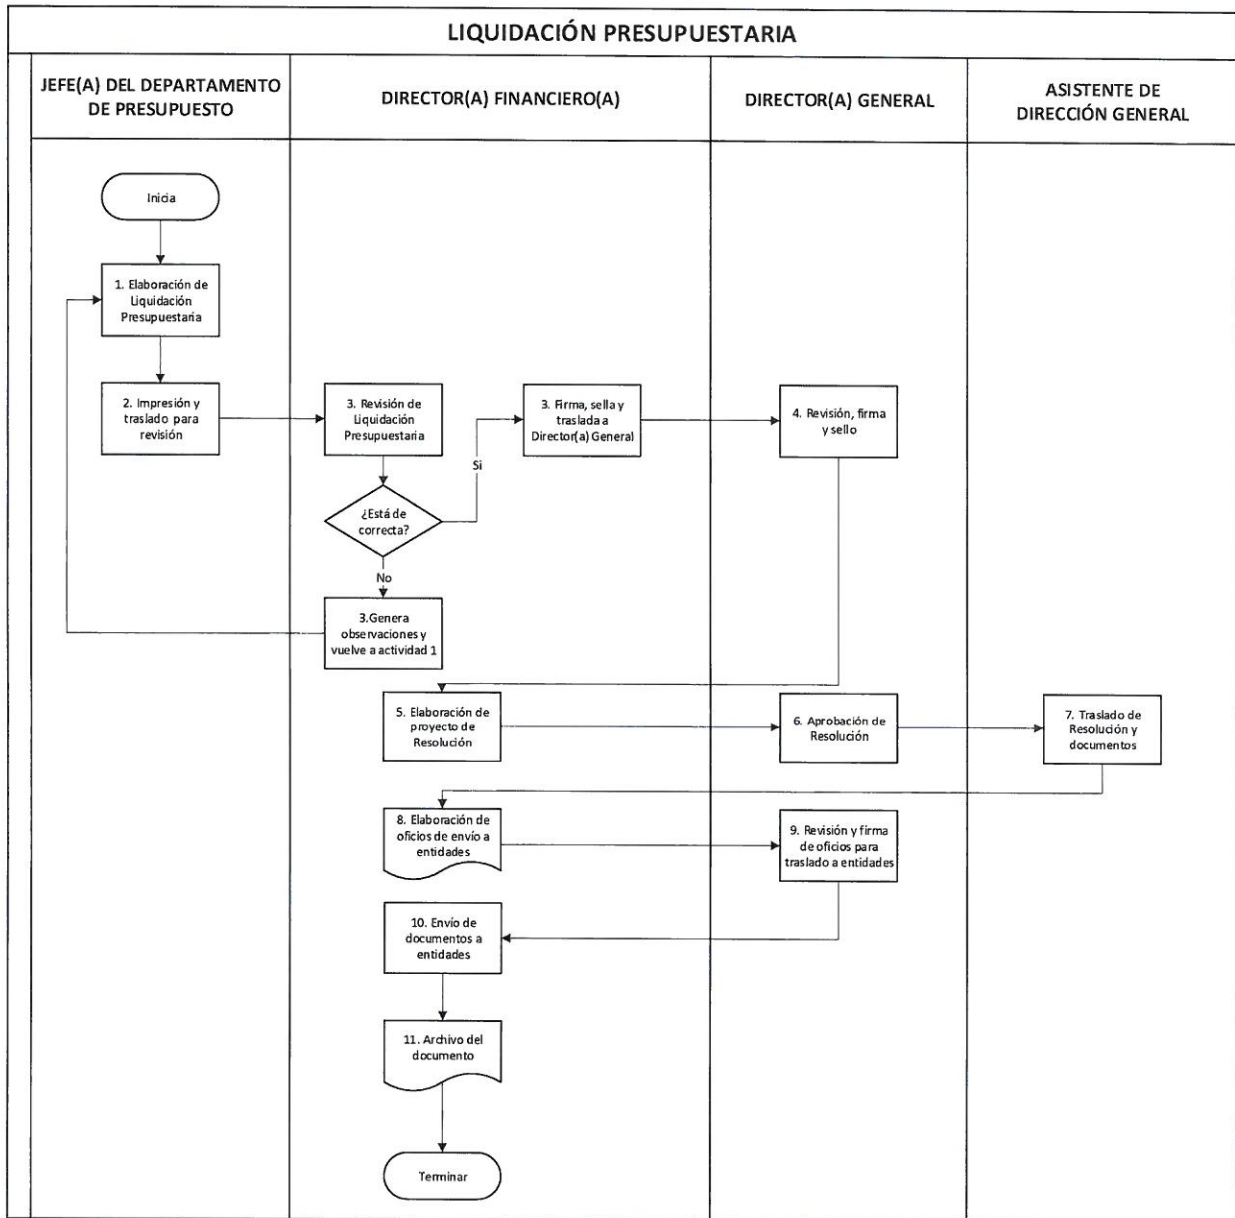 LIQUIDACIÓN PRESUPUESTARIA
JEFE(A) DEL DEPARTAMENTO
DE PRESUPUESTO
DIRECTOR(A) FINANCIERO(A)
DIRECTOR(A) GENERAL
ASISTENTE DE
DIRECCIÓN GENERAL
Inicia
1. Elaboración de
Liquidación
Presupuestaria
2. Impresión y
traslado para
revisión
3. Revisión de
Liquidación
Presupuestaria
3. Firma, sella y
traslada a
Director(a) General
4. Revisión, firma
y sello
Si
¿Está de
correcta?
No
3.Genera
observaciones y
vuelve a actividad 1
5. Elaboración de
proyecto de
Resolución
6. Aprobación de
Resolución
7. Traslado de
Resolución y
documentos
8. Elaboración de
oficios de envío a
entidades
9. Revisión y firma
de oficios para
traslado a entidades
10. Envío de
documentos a
entidades
11. Archivo del
documento
Terminar